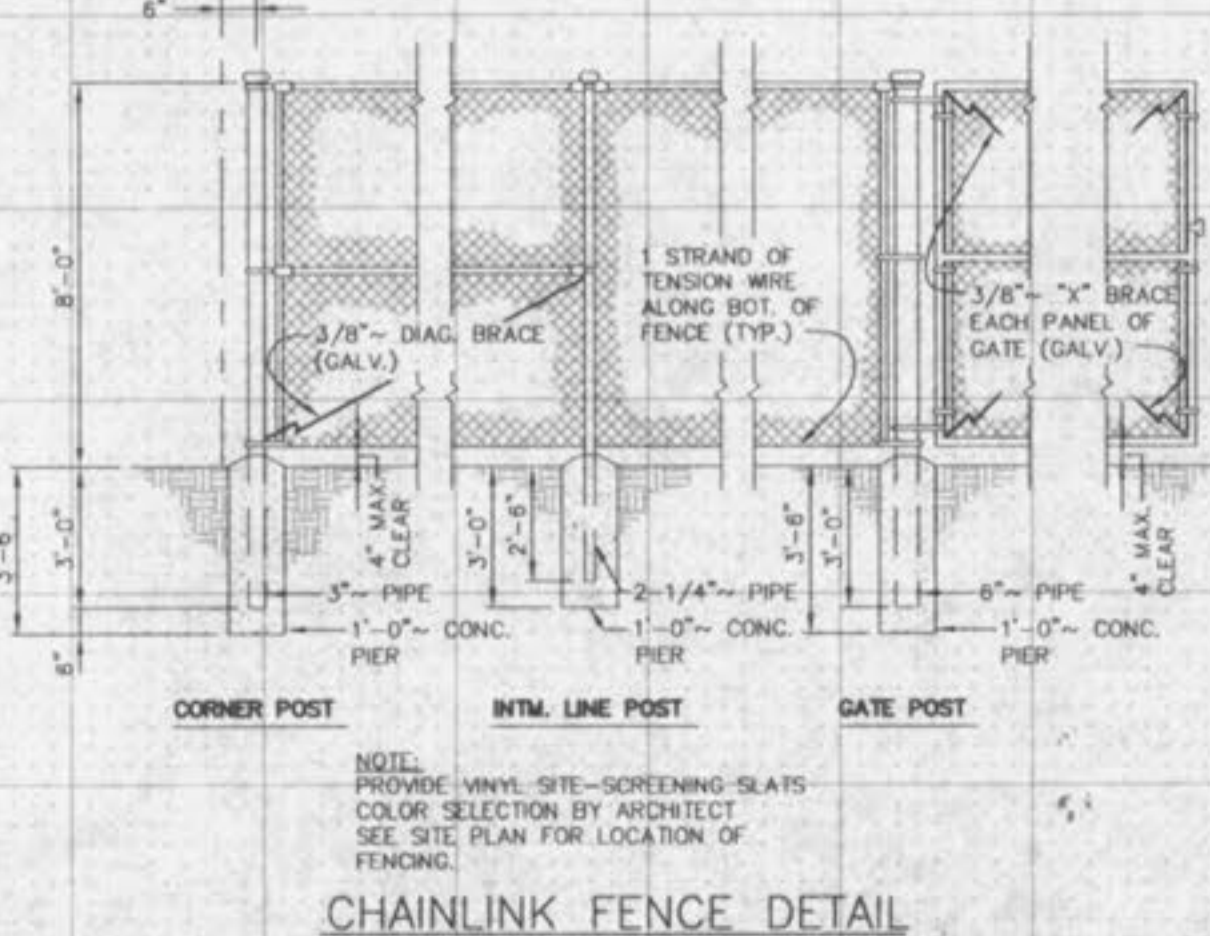 6"
8'-0"
1 STRAND OF
TENSION WIRE
ALONG BOT. OF
FENCE (TYP.)
3/8"~ DIAG. BRACE
(GALV.)
3/8"~ "X" BRACE
EACH PANEL OF
GATE (GALV.)
3'-6"
3'-0"
6"
4" MAX.
CLEAR
3'-0"
2'-6"
3'-6"
3'-0"
4" MAX.
CLEAR
3"~ PIPE
1'-0"~ CONC.
PIER
2-1/4"~ PIPE
1'-0"~ CONC.
PIER
6"~ PIPE
1'-0"~ CONC.
PIER
CORNER POST
INTM. LINE POST
GATE POST
NOTE:
PROVIDE VINYL SITE-SCREENING SLATS
COLOR SELECTION BY ARCHITECT
SEE SITE PLAN FOR LOCATION OF
FENCING.
CHAINLINK FENCE DETAIL